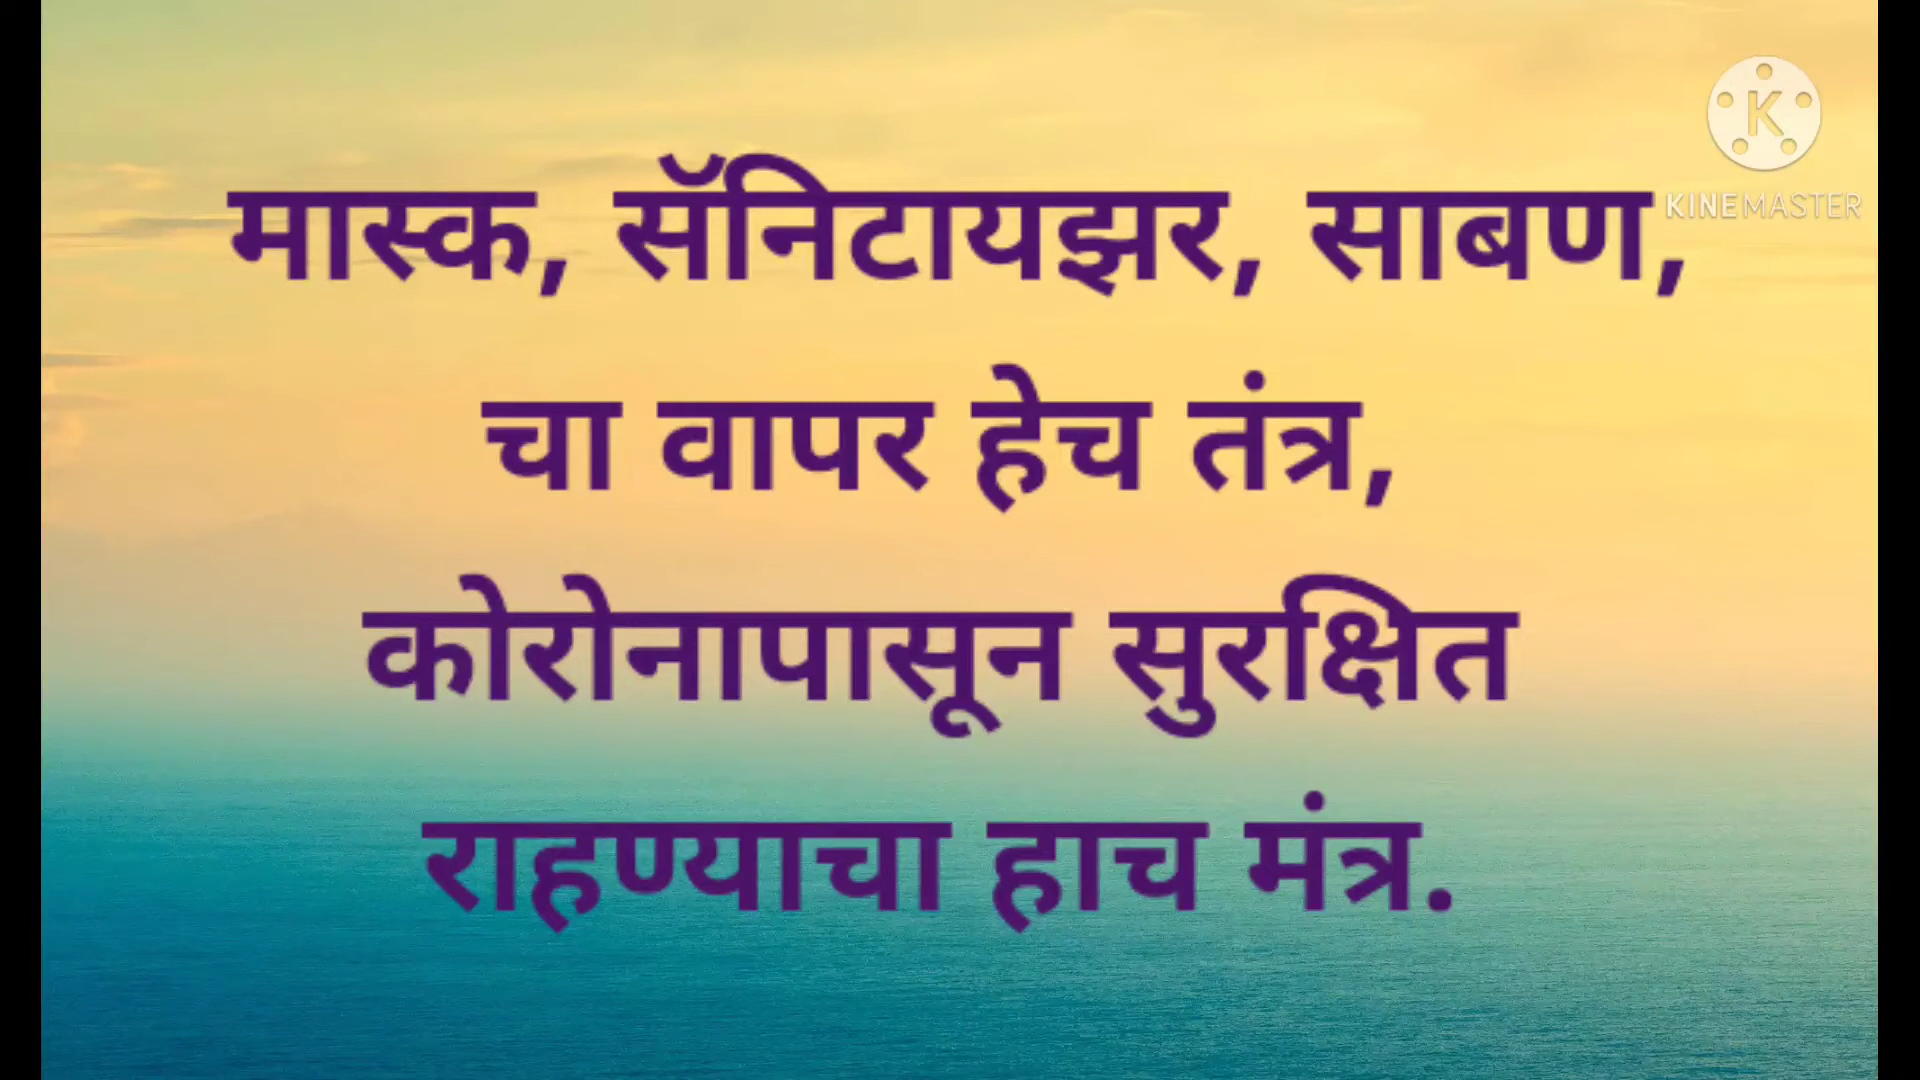 मास्क, सॅनिटायझर, साबण,
चा वापर हेच तंत्र,
कोरोनापासून सुरक्षित
राहण्याचा हाच मंत्र.
K
KINEMASTER